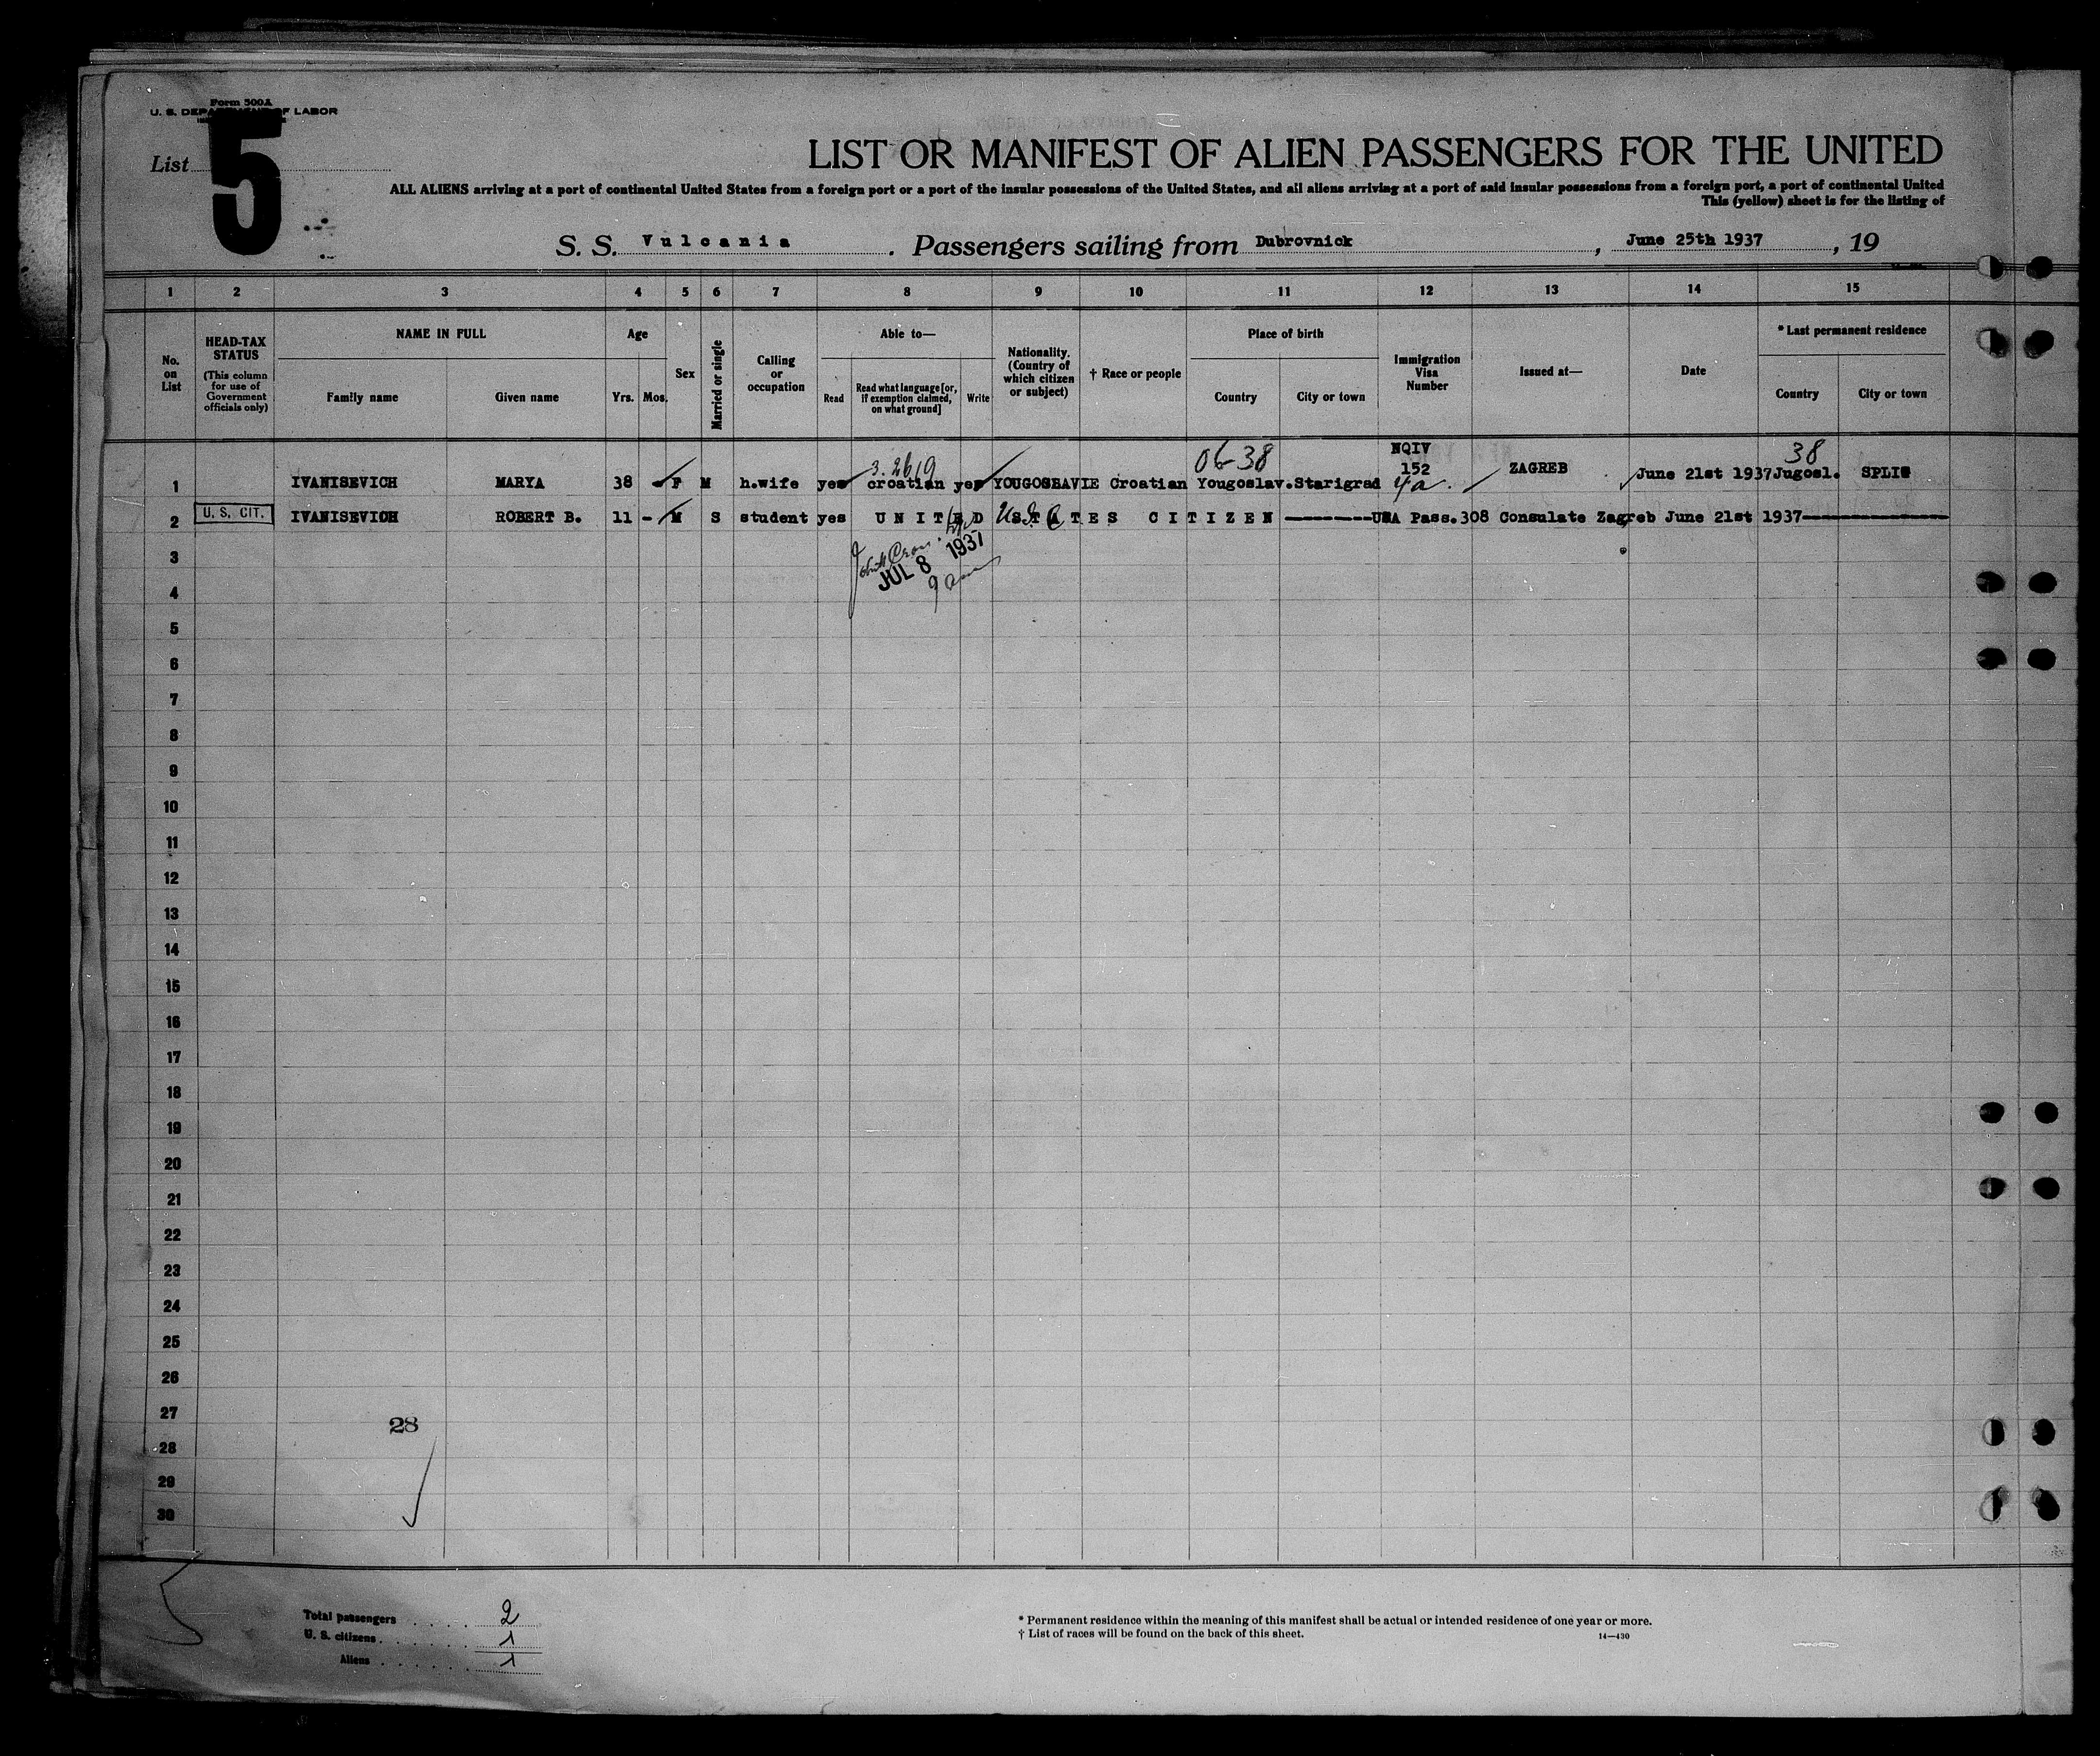 Form 500A
U. S. DEPARTMENT OF LABOR
List 5
LIST OR MANIFEST OF ALIEN PASSENGERS FOR THE UNITED
ALL ALIENS arriving at a port of continental United States from a foreign port or a port of the insular possessions of the United States, and all aliens arriving at a port of said insular possessions from a foreign port, a port of continental United
This (yellow) sheet is for the listing of
S. S. Vulcania. Passengers sailing from Dubrovnick, June 25th 1937, 19
1 2 3 4 5 6 7 8 9 10 11 12 13 14 15
No. on List
HEAD-TAX STATUS (This column for use of Government officials only)
NAME IN FULL
Family name Given name
Age
Yrs. Mos.
Sex
Married or single
Calling or occupation
Able to—
Read
Read what language [or, if exemption claimed, on what ground]
Write
Nationality. (Country of which citizen or subject)
† Race or people
Place of birth
Country City or town
Immigration Visa Number
Issued at—
Date
* Last permanent residence
Country City or town
06-38 NQIV 38
1 IVANISEVICH MARYA 38 - F M h.wife yes croatian yes YOUGOSLAVIE Croatian Yougoslav. Starigrad 152 ZAGREB June 21st 1937 Jugosl. SPLIT
2 U. S. CIT. IVANISEVICH ROBERT B. 11 - M S student yes UNITED STATES CITIZEN USA Pass.308 Consulate Zagreb June 21st 1937
JUL 8 1937
3
4
5
6
7
8
9
10
11
12
13
14
15
16
17
18
19
20
21
22
23
24
25
26
27
28
28
29
30
Total passengers 2
U. S. citizens 1
Aliens 1
* Permanent residence within the meaning of this manifest shall be actual or intended residence of one year or more.
† List of races will be found on the back of this sheet.
14—430